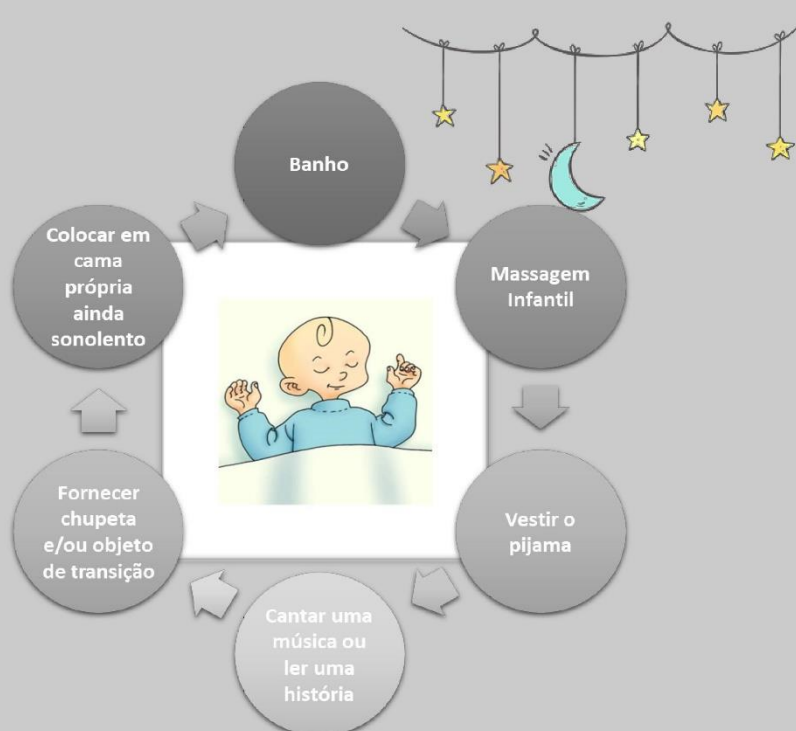 Banho
Massagem
Infantil
Vestir o
pijama
Cantar uma
música ou
ler uma
história
Fornecer
chupeta
e/ou objeto
de transição
Colocar em
cama
própria
ainda
sonolento